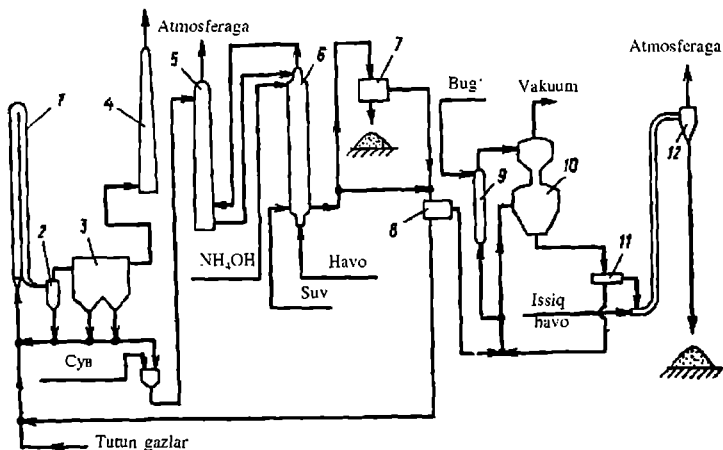 Atmosferaga
Atmosferaga
1
2
3
4
5
6
7
Bug'
Vakuum
8
9
10
11
12
NH₄OH
Havo
Suv
Issiq
havo
Сув
Tutun gazlar